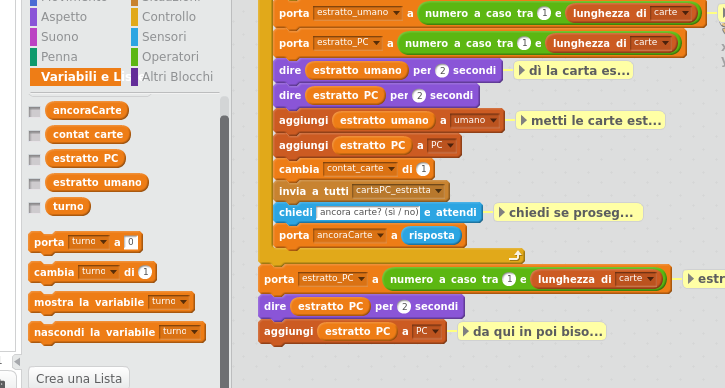 Aspetto Controllo
Suono Sensori
Penna Operatori
Variabili e L Altri Blocchi
ancoraCarte
contat carte
estratto PC
estratto umano
turno
porta turno a 0
cambia turno di 1
mostra la variabile turno
nascondi la variabile turno
Crea una Lista
porta estratto_umano a numero a caso tra 1 e lunghezza di carte
porta estratto_PC a numero a caso tra 1 e lunghezza di carte
dire estratto umano per 2 secondi dì la carta es...
dire estratto PC per 2 secondi
aggiungi estratto umano a umano metti le carte est...
aggiungi estratto PC a PC
cambia contat_carte di 1
invia a tutti cartaPC_estratta
chiedi ancora carte? (sì / no) e attendi chiedi se proseg...
porta ancoraCarte a risposta
porta estratto_PC a numero a caso tra 1 e lunghezza di carte estr
dire estratto PC per 2 secondi
aggiungi estratto PC a PC da qui in poi biso...